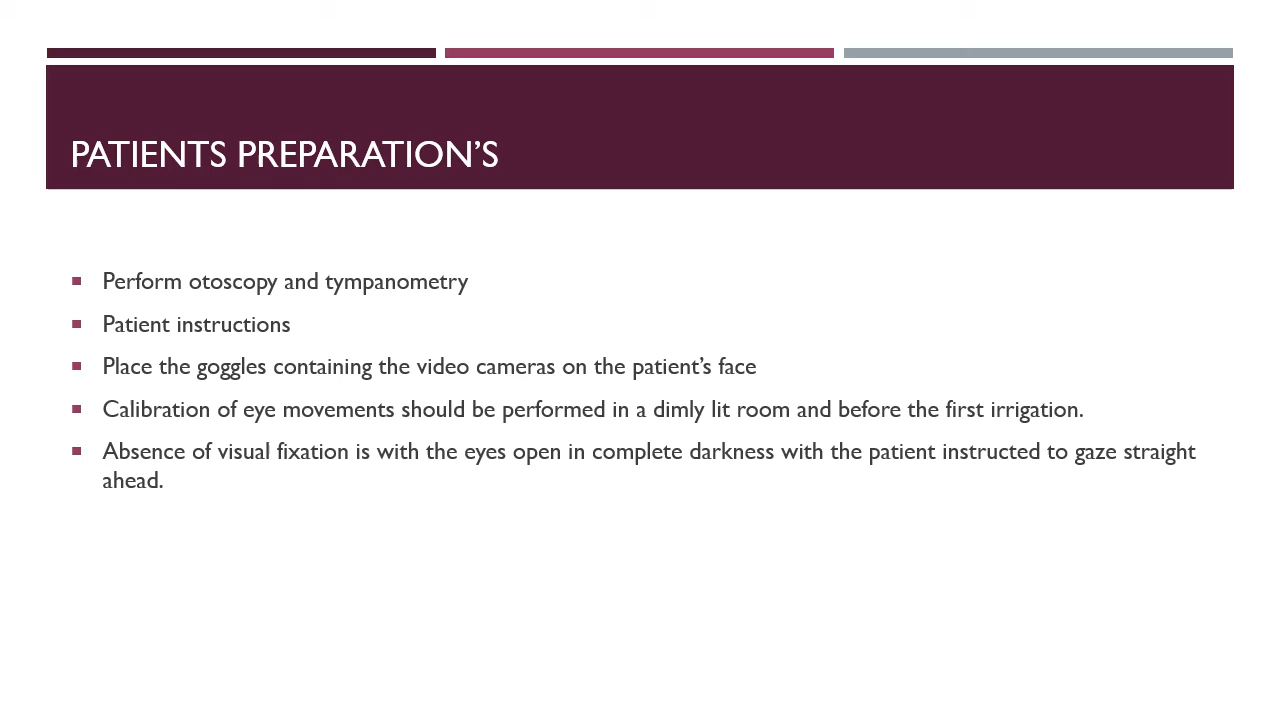 PATIENTS PREPARATION’S
Perform otoscopy and tympanometry
Patient instructions
Place the goggles containing the video cameras on the patient’s face
Calibration of eye movements should be performed in a dimly lit room and before the first irrigation.
Absence of visual fixation is with the eyes open in complete darkness with the patient instructed to gaze straight
ahead.